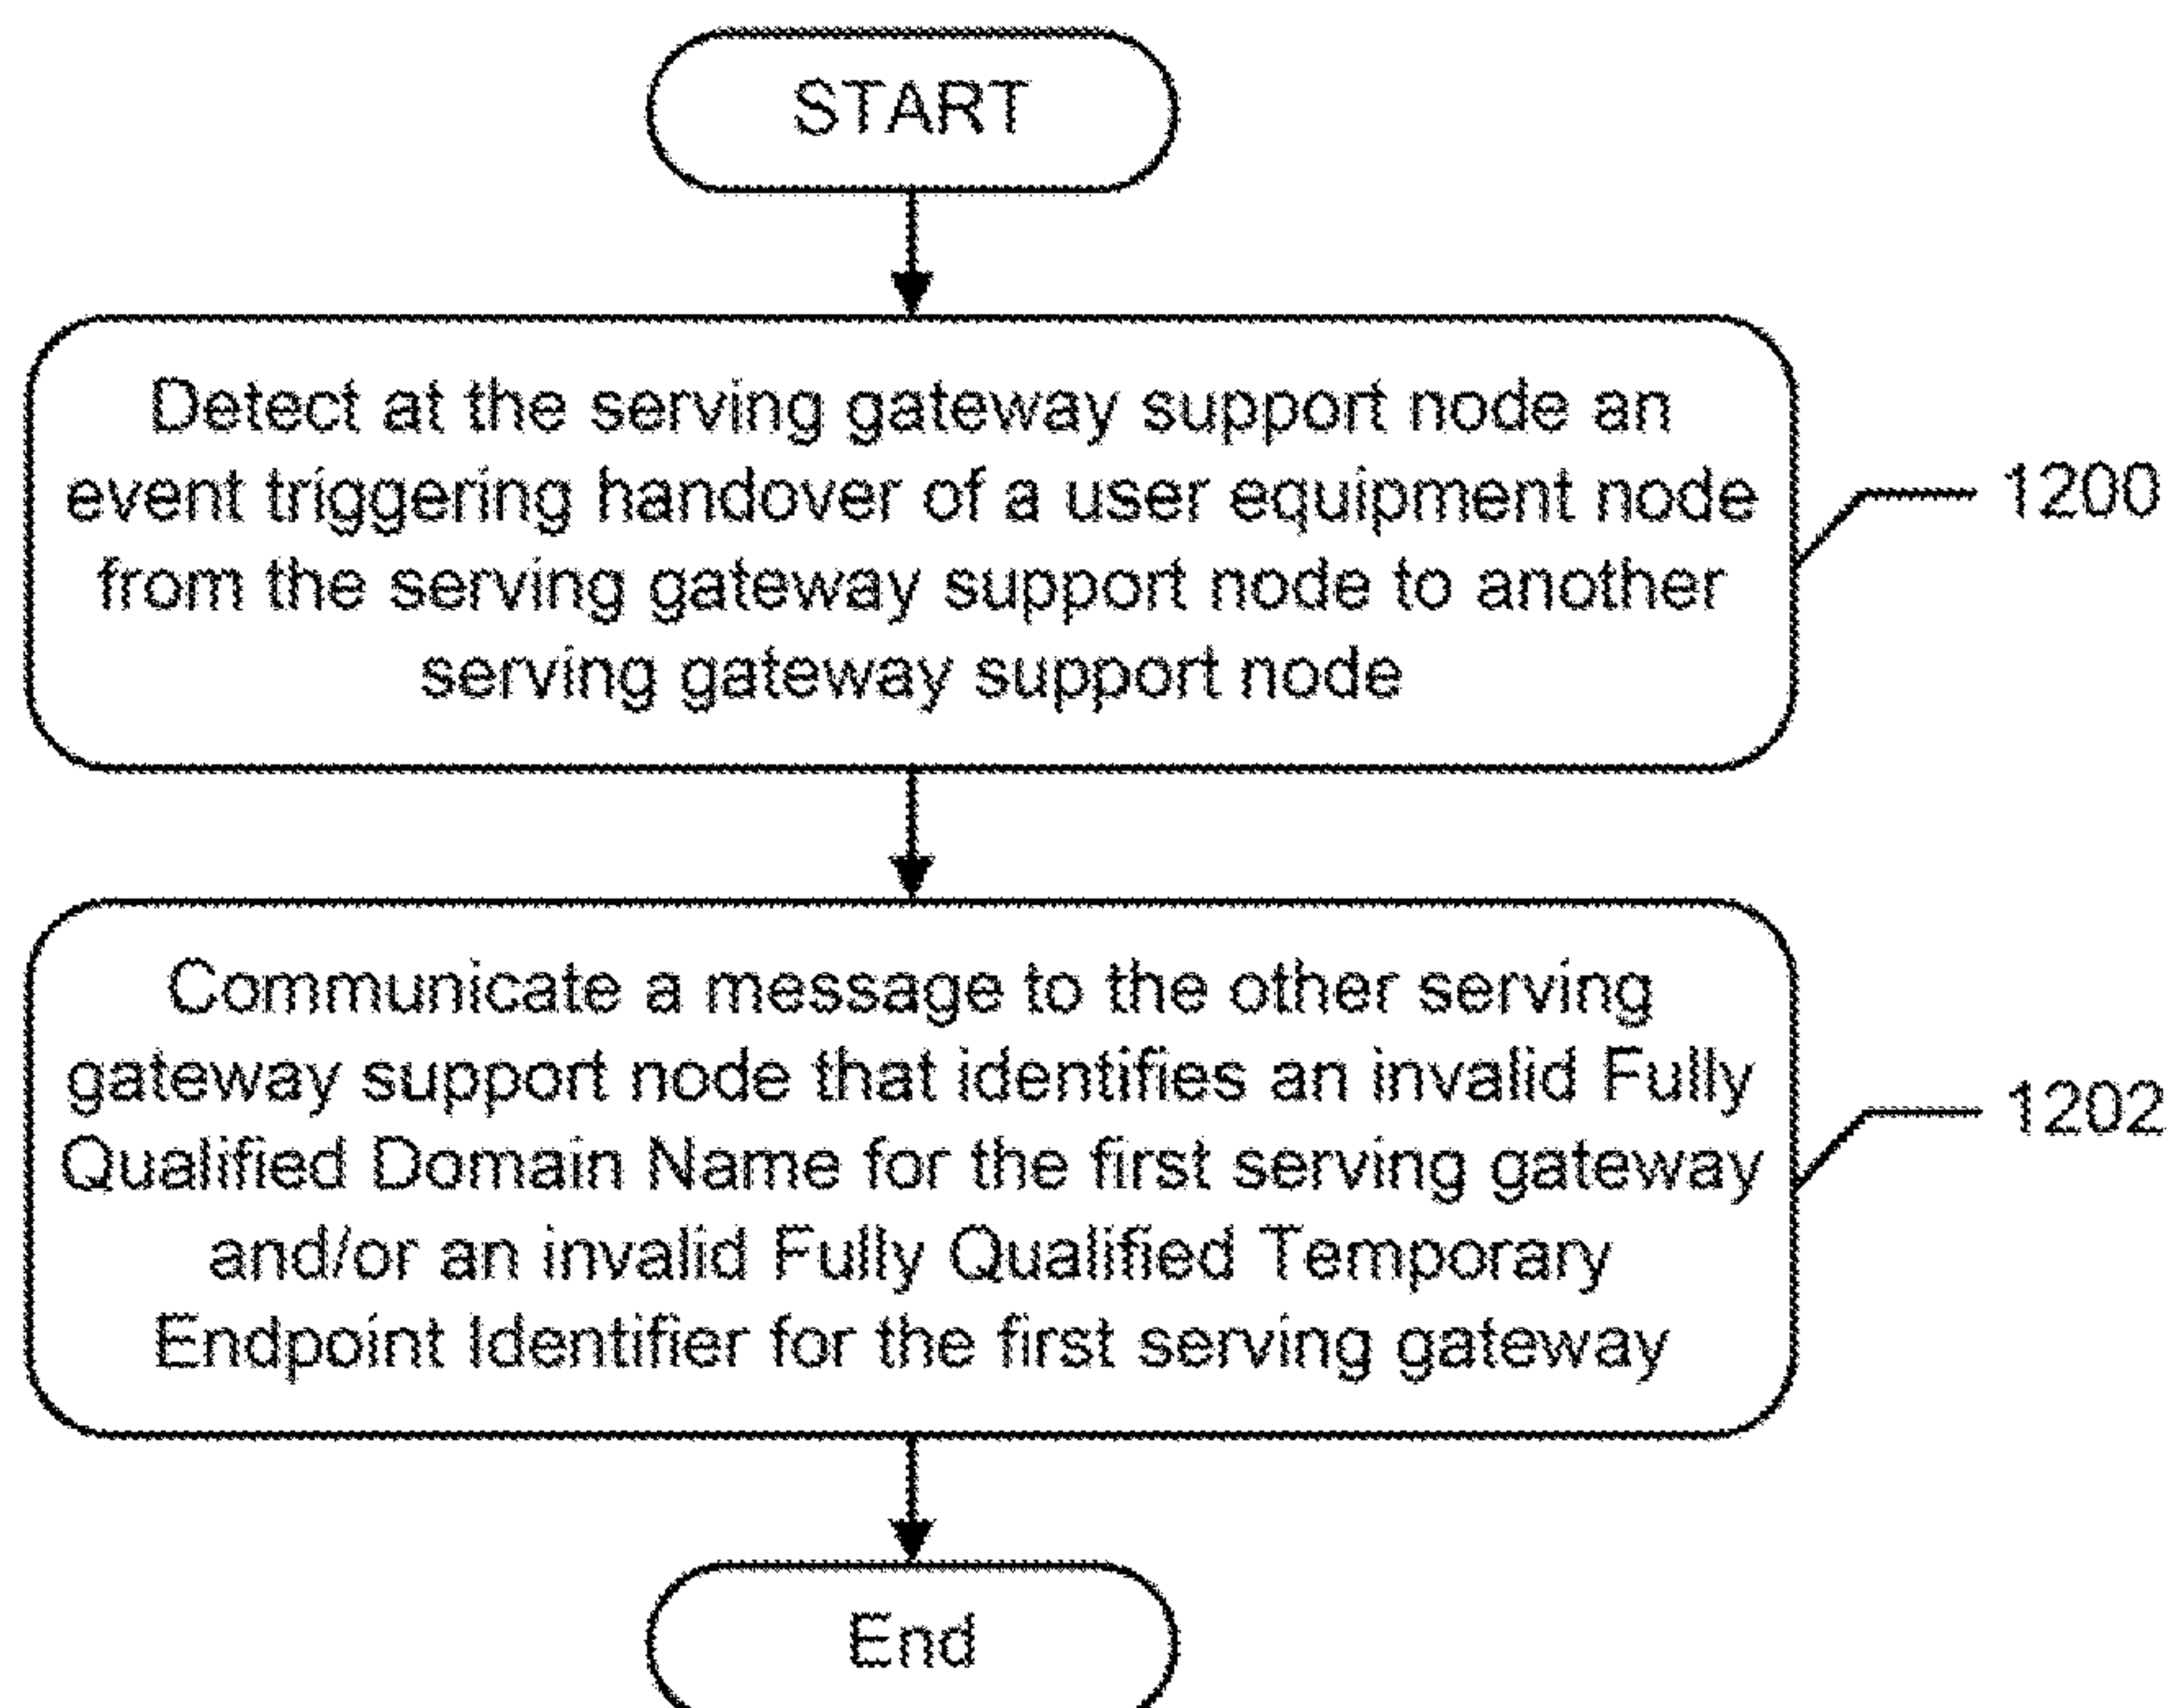 START
Detect at the serving gateway support node an
event triggering handover of a user equipment node
from the serving gateway support node to another
serving gateway support node
1200
Communicate a message to the other serving
gateway support node that identifies an invalid Fully
Qualified Domain Name for the first serving gateway
and/or an invalid Fully Qualified Temporary
Endpoint Identifier for the first serving gateway
1202
End